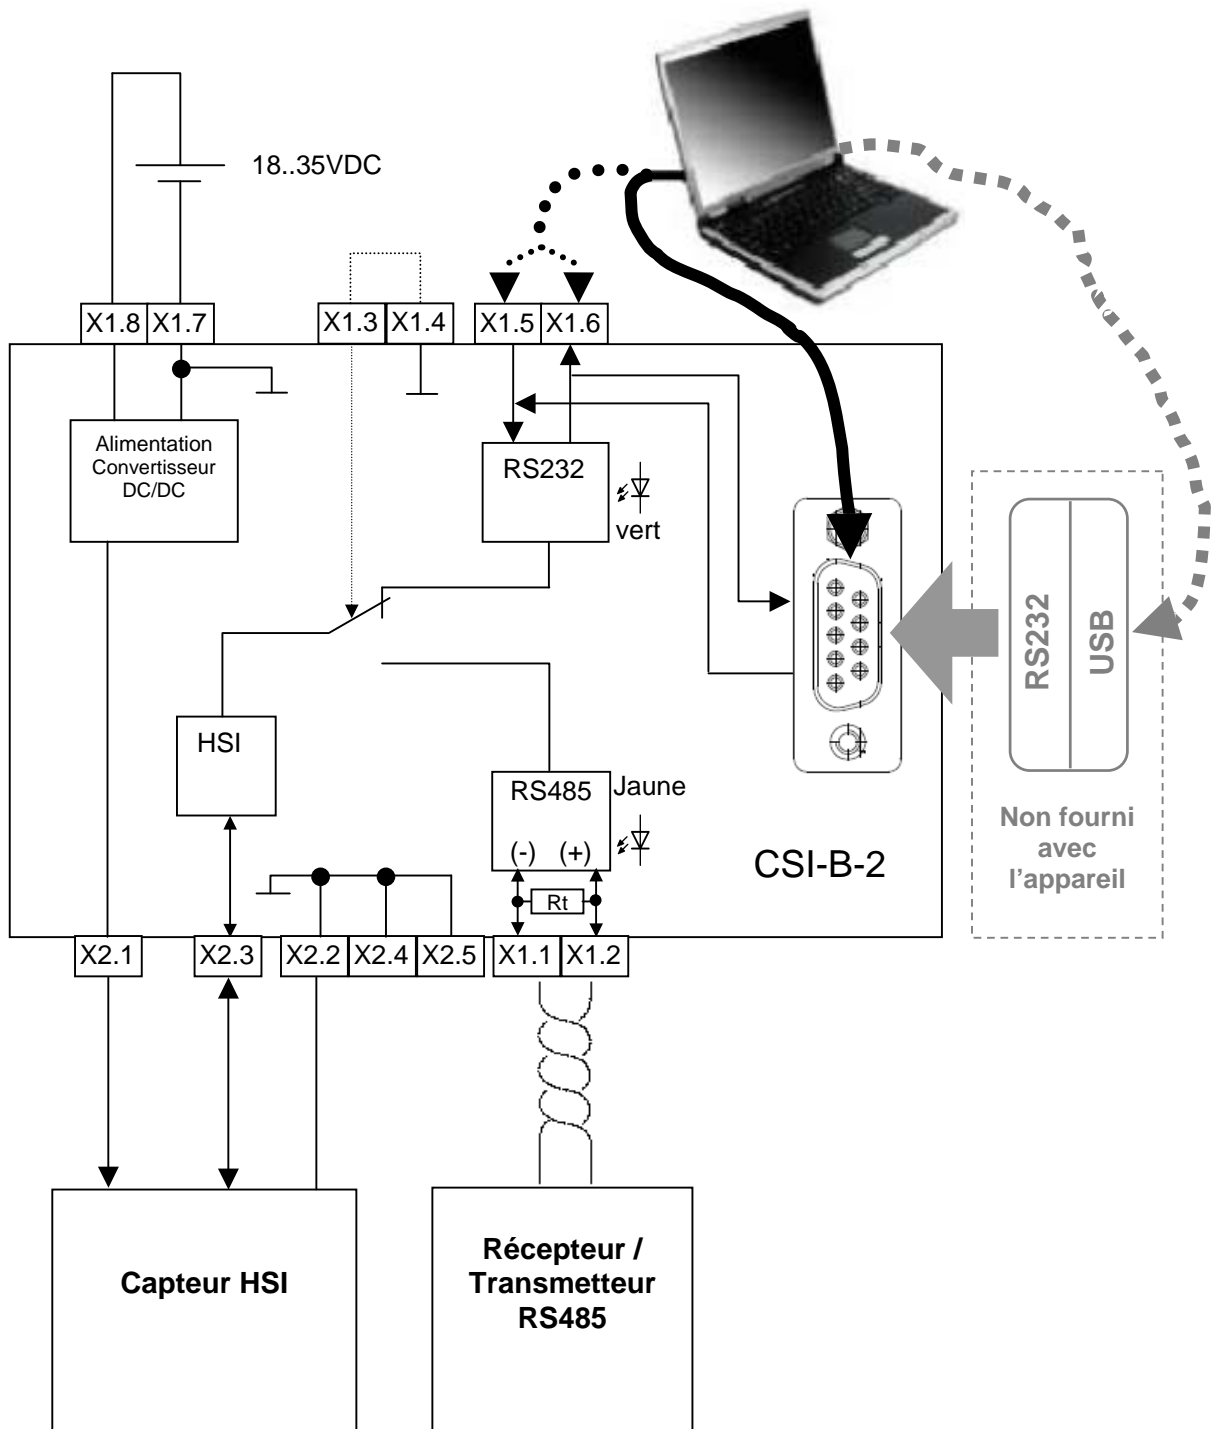 18..35VDC
X1.8 X1.7 X1.3 X1.4 X1.5 X1.6
Alimentation
Convertisseur
DC/DC
RS232
vert
HSI
RS485 Jaune
(-) (+)
Rt
CSI-B-2
RS232
USB
Non fourni
avec
l'appareil
X2.1 X2.3 X2.2 X2.4 X2.5 X1.1 X1.2
Capteur HSI
Récepteur /
Transmetteur
RS485